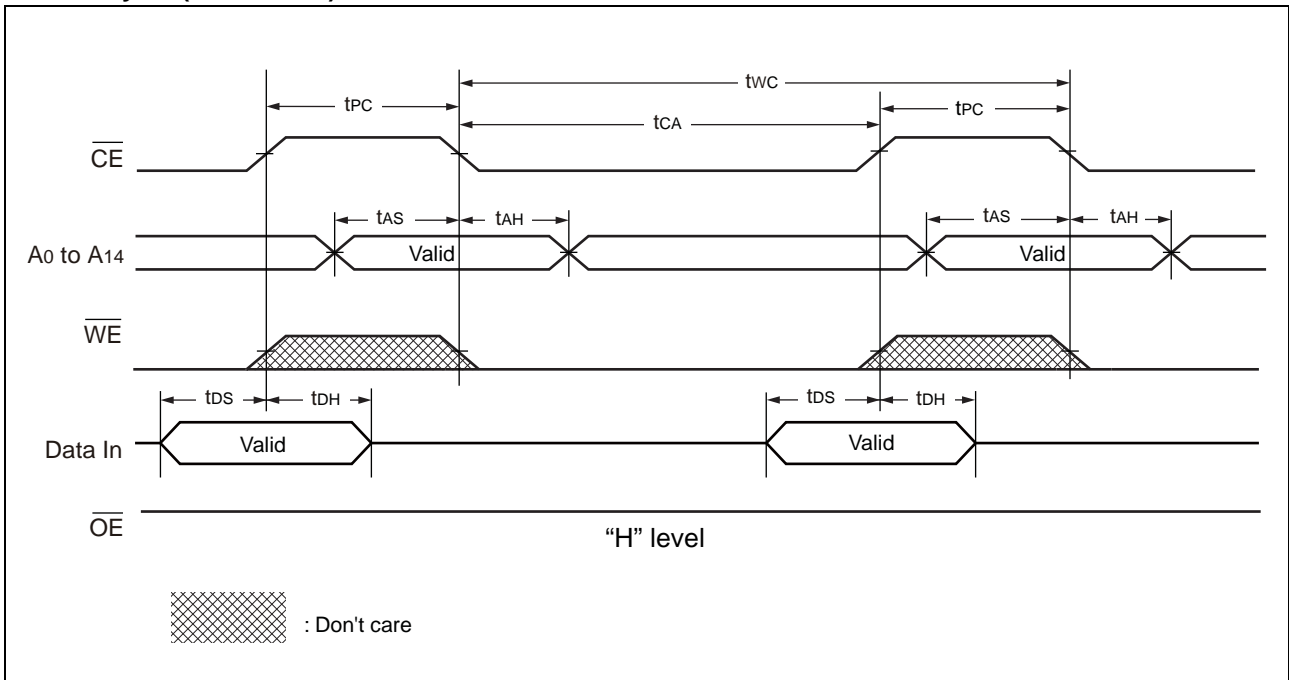 tPC
tWC
tCA
tPC
CE
tAS
tAH
tAS
tAH
A0 to A14
Valid
Valid
WE
tDS
tDH
tDS
tDH
Data In
Valid
Valid
OE
“H” level
: Don't care